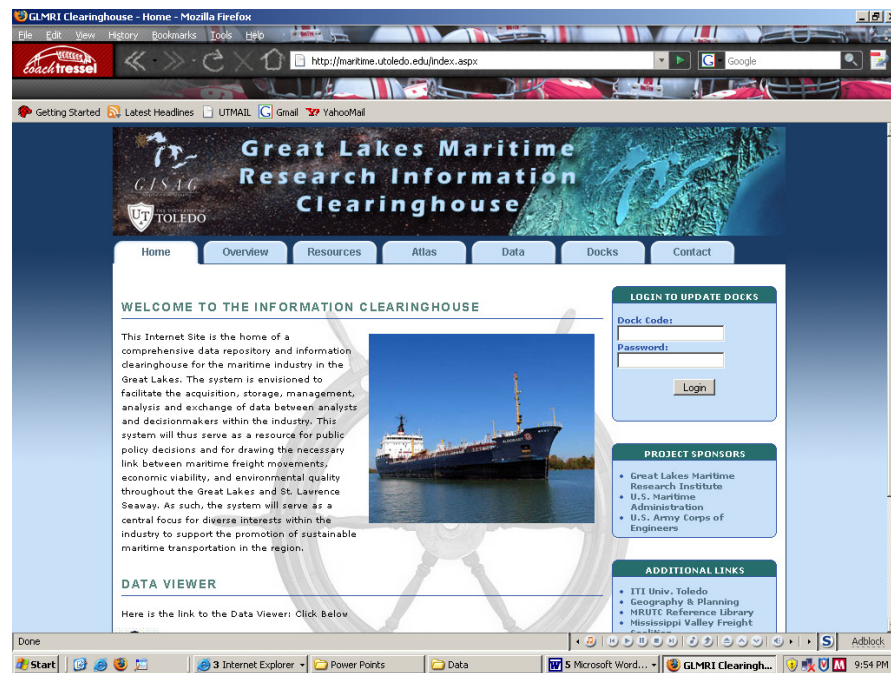 GLMRI Clearinghouse - Home - Mozilla Firefox
File Edit View History Bookmarks Tools Help
coach tressel
http://maritime.utoledo.edu/index.aspx
G Google
Getting Started Latest Headlines UTMAIL Gmail YahooMail
Great Lakes Maritime
Research Information
Clearinghouse
GISAG
UT
THE UNIVERSITY OF
TOLEDO
Home Overview Resources Atlas Data Docks Contact
WELCOME TO THE INFORMATION CLEARINGHOUSE
This Internet Site is the home of a
comprehensive data repository and information
clearinghouse for the maritime industry in the
Great Lakes. The system is envisioned to
facilitate the acquisition, storage, management,
analysis and exchange of data between analysts
and decisionmakers within the industry. This
system will thus serve as a resource for public
policy decisions and for drawing the necessary
link between maritime freight movements,
economic viability, and environmental quality
throughout the Great Lakes and St. Lawrence
Seaway. As such, the system will serve as a
central focus for diverse interests within the
industry to support the promotion of sustainable
maritime transportation in the region.
DATA VIEWER
Here is the link to the Data Viewer: Click Below
LOGIN TO UPDATE DOCKS
Dock Code:
Password:
Login
PROJECT SPONSORS
Great Lakes Maritime
Research Institute
U.S. Maritime
Administration
U.S. Army Corps of
Engineers
ADDITIONAL LINKS
ITI Univ. Toledo
Geography & Planning
MRUTC Reference Library
Mississippi Valley Freight
Coalition
Done
S Adblock
Start 3 Internet Explorer Power Points Data 5 Microsoft Word... GLMRI Clearingh... 9:54 PM